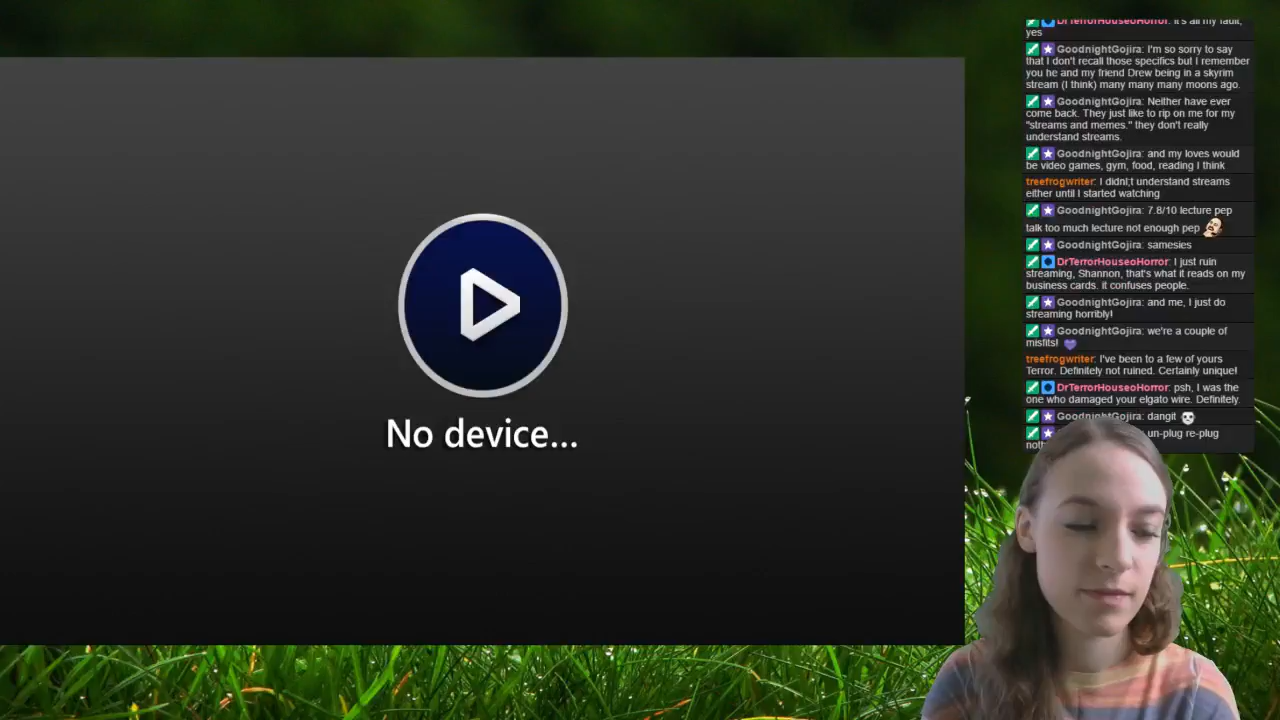 No device...
DrTerrorHouseoHorror: it's all my fault,
yes
GoodnightGojira: I'm so sorry to say
that I don't recall those specifics but I remember
you he and my friend Drew being in a skyrim
stream (I think) many many many moons ago.
GoodnightGojira: Neither have ever
come back. They just like to rip on me for my
"streams and memes." they don't really
understand streams.
GoodnightGojira: and my loves would
be video games, gym, food, reading I think
treefrogwriter: I didnl;t understand streams
either until I started watching
GoodnightGojira: 7.8/10 lecture pep
talk too much lecture not enough pep
GoodnightGojira: samesies
DrTerrorHouseoHorror: I just ruin
streaming, Shannon, that's what it reads on my
business cards. it confuses people.
GoodnightGojira: and me, I just do
streaming horribly!
GoodnightGojira: we're a couple of
misfits!
treefrogwriter: I've been to a few of yours
Terror. Definitely not ruined. Certainly unique!
DrTerrorHouseoHorror: psh, I was the
one who damaged your elgato wire. Definitely.
GoodnightGojira: dangit
un-plug re-plug